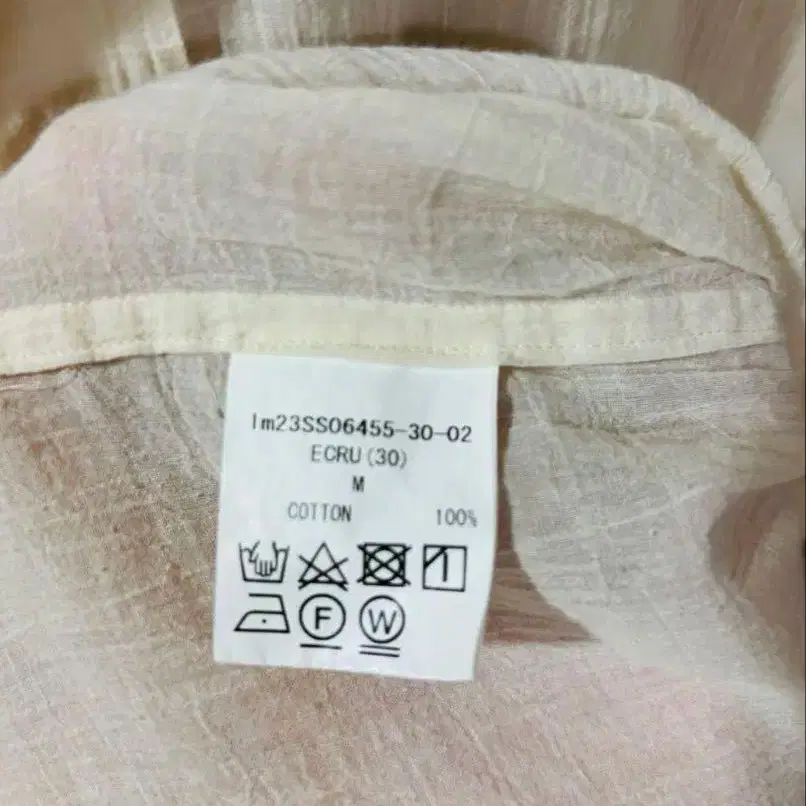 lm23SS06455-30-02
ECRU(30)
M
COTTON 100%
F W